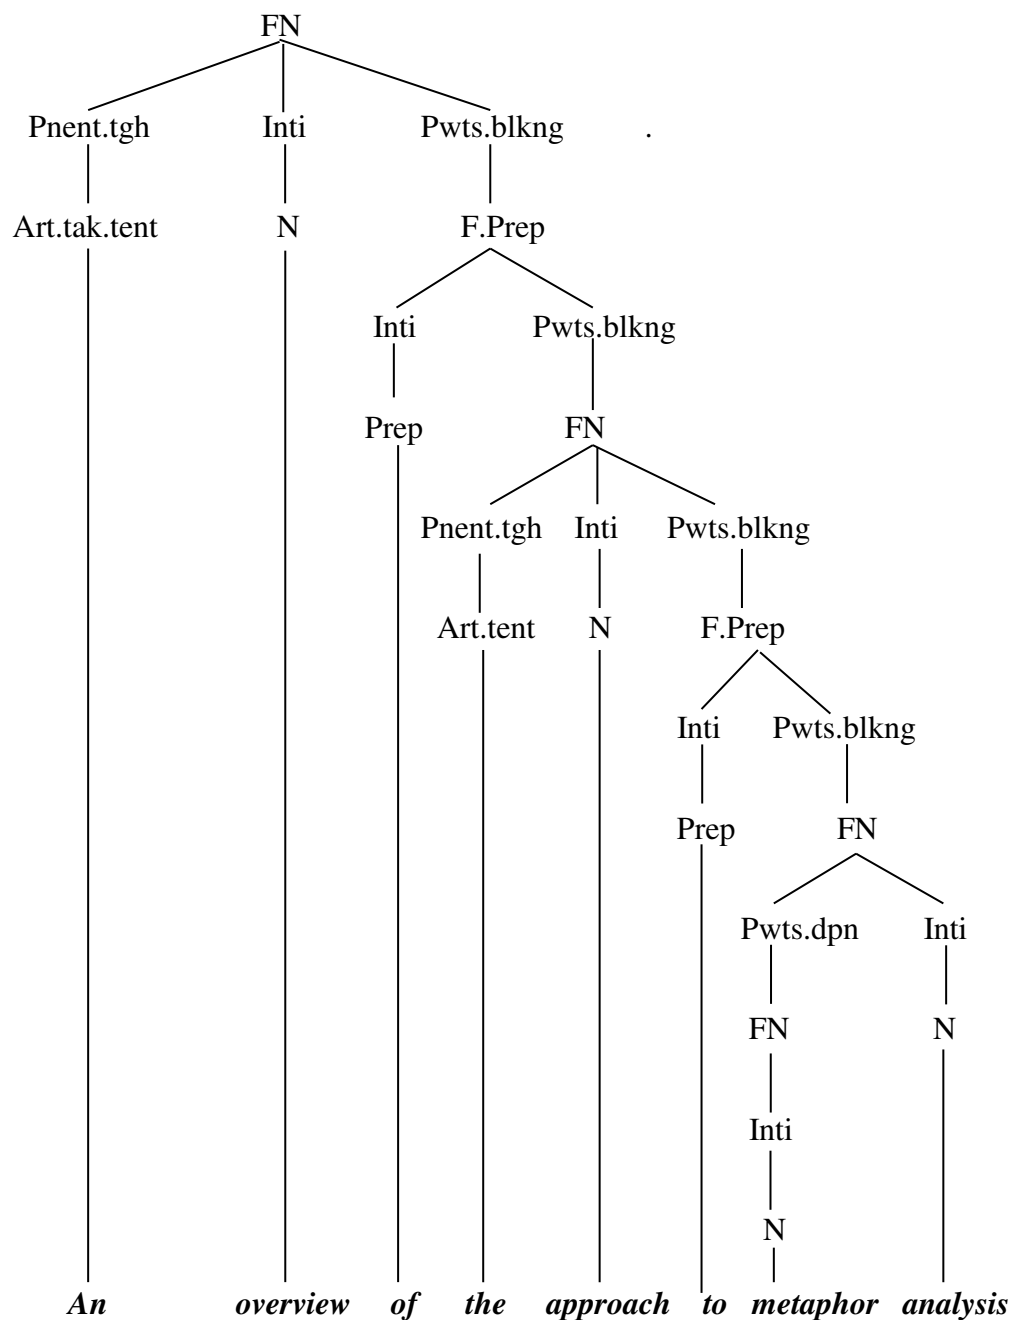 FN
Pnent.tgh Inti Pwts.blkng .
Art.tak.tent N F.Prep
Inti Pwts.blkng
Prep FN
Pnent.tgh Inti Pwts.blkng
Art.tent N F.Prep
Inti Pwts.blkng
Prep FN
Pwts.dpn Inti
FN N
Inti
N
An overview of the approach to metaphor analysis